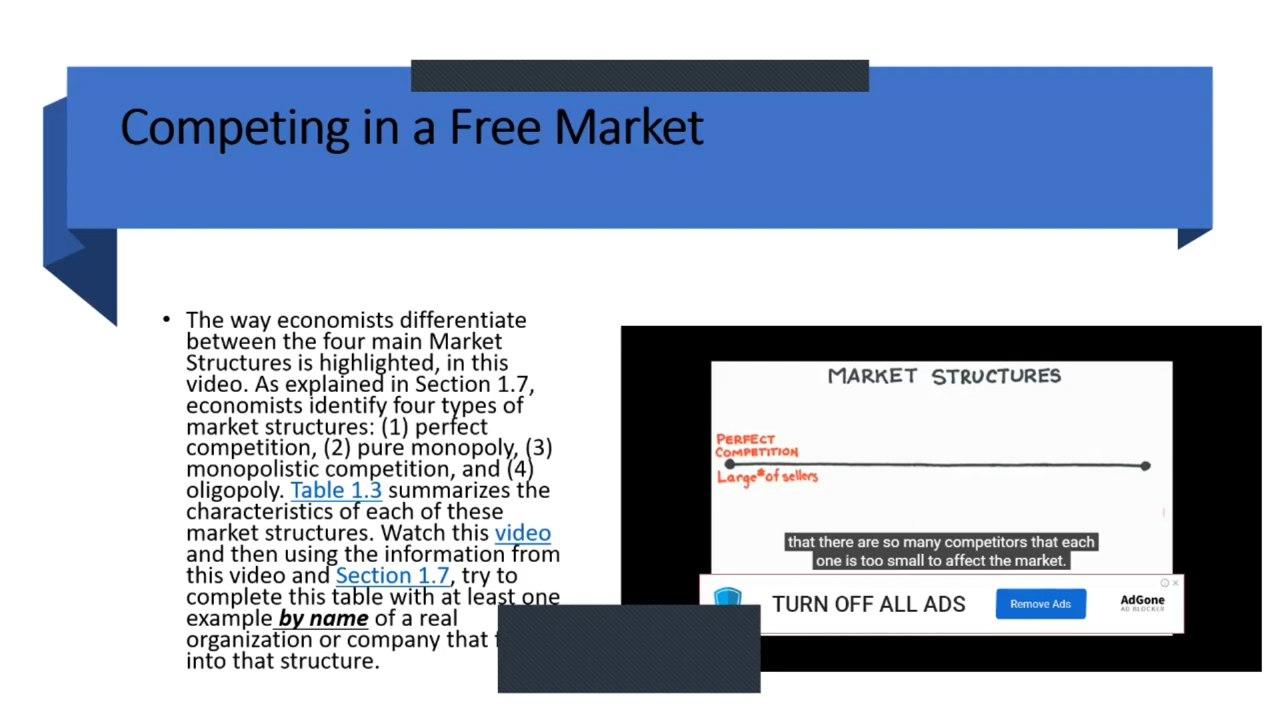 Competing in a Free Market
• The way economists differentiate
between the four main Market
Structures is highlighted, in this
video. As explained in Section 1.7,
economists identify four types of
market structures: (1) perfect
competition, (2) pure monopoly, (3)
monopolistic competition, and (4)
oligopoly. Table 1.3 summarizes the
characteristics of each of these
market structures. Watch this video
and then using the information from
this video and Section 1.7, try to
complete this table with at least one
example by name of a real
organization or company that
into that structure.
MARKET STRUCTURES
PERFECT
COMPETITION
Large # of sellers
that there are so many competitors that each
one is too small to affect the market.
TURN OFF ALL ADS
Remove Ads
AdGone
AD BLOCKER